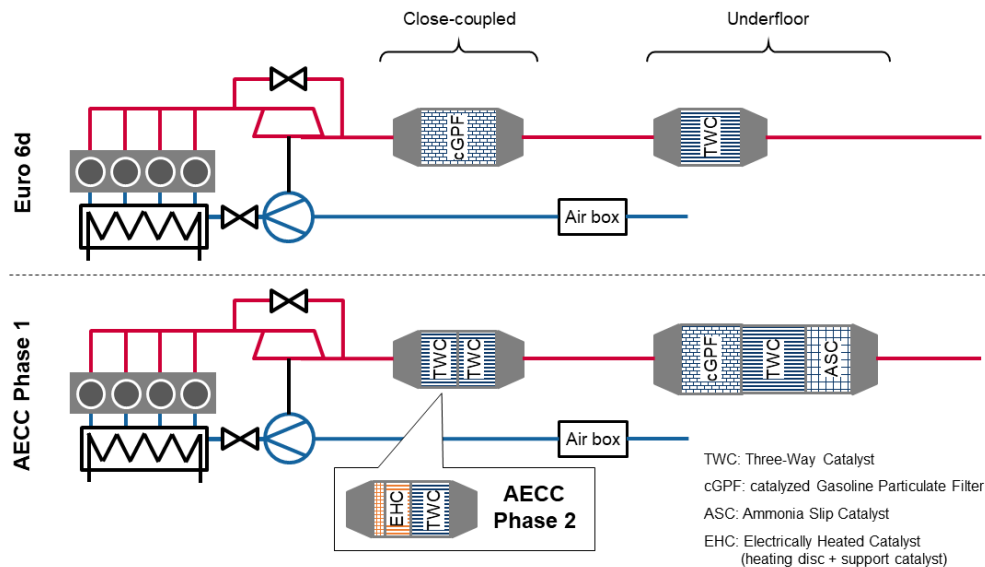 Close-coupled
Underfloor
Euro 6d
cGPF
TWC
Air box
AECC Phase 1
TWC
TWC
cGPF
TWC
ASC
Air box
EHC
TWC
AECC
Phase 2
TWC: Three-Way Catalyst
cGPF: catalyzed Gasoline Particulate Filter
ASC: Ammonia Slip Catalyst
EHC: Electrically Heated Catalyst
(heating disc + support catalyst)